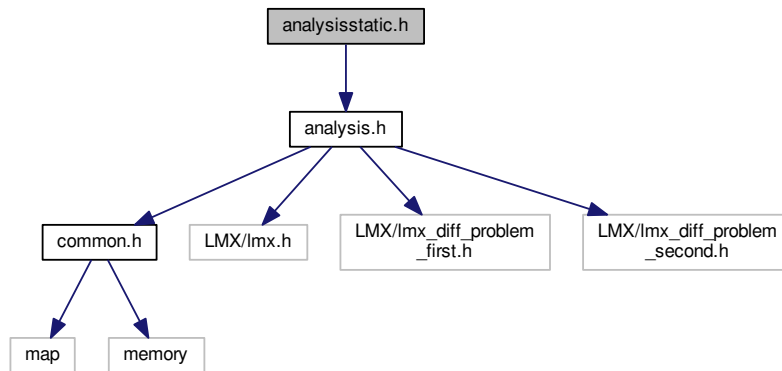 analysisstatic.h
analysis.h
common.h
LMX/lmx.h
LMX/lmx_diff_problem
_first.h
LMX/lmx_diff_problem
_second.h
map
memory